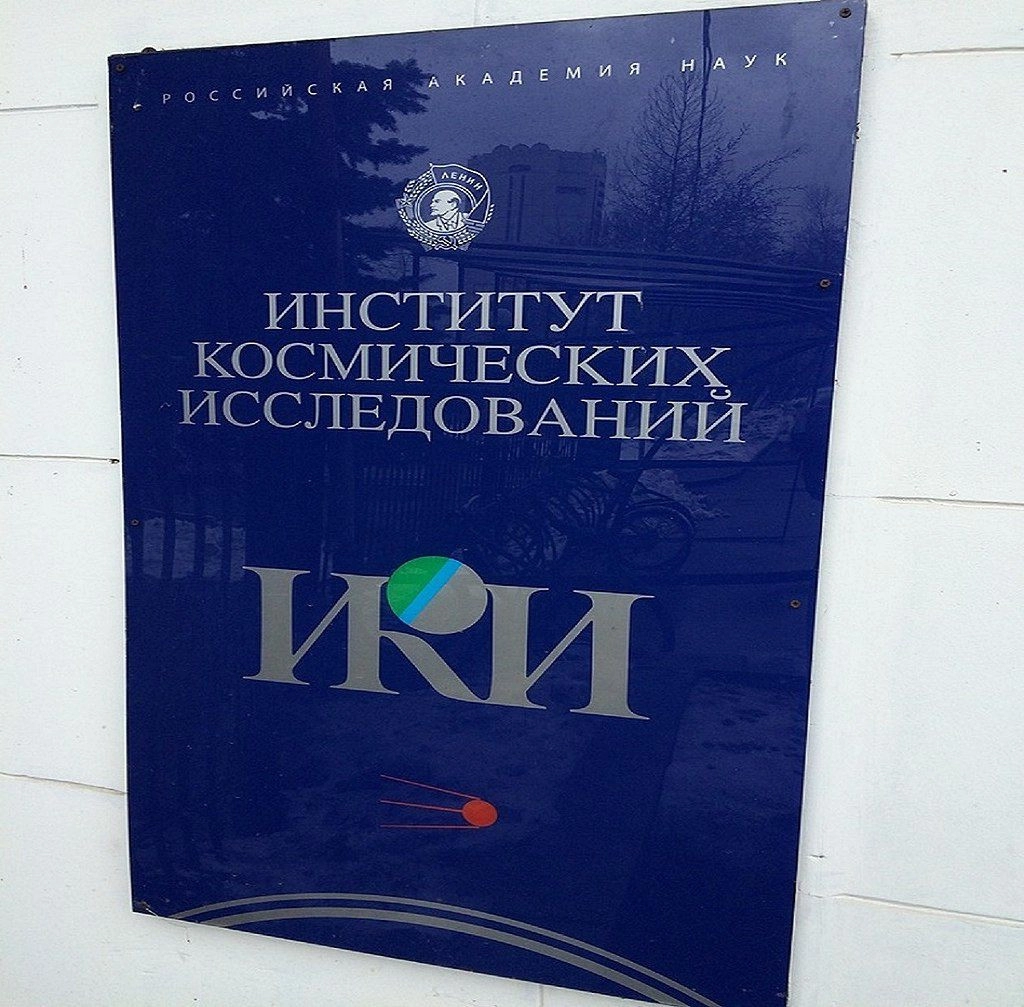 РОССИЙСКАЯ АКАДЕМИЯ НАУК
ЛЕНИН
ИНСТИТУТ
КОСМИЧЕСКИХ
ИССЛЕДОВАНИЙ
ИКИ